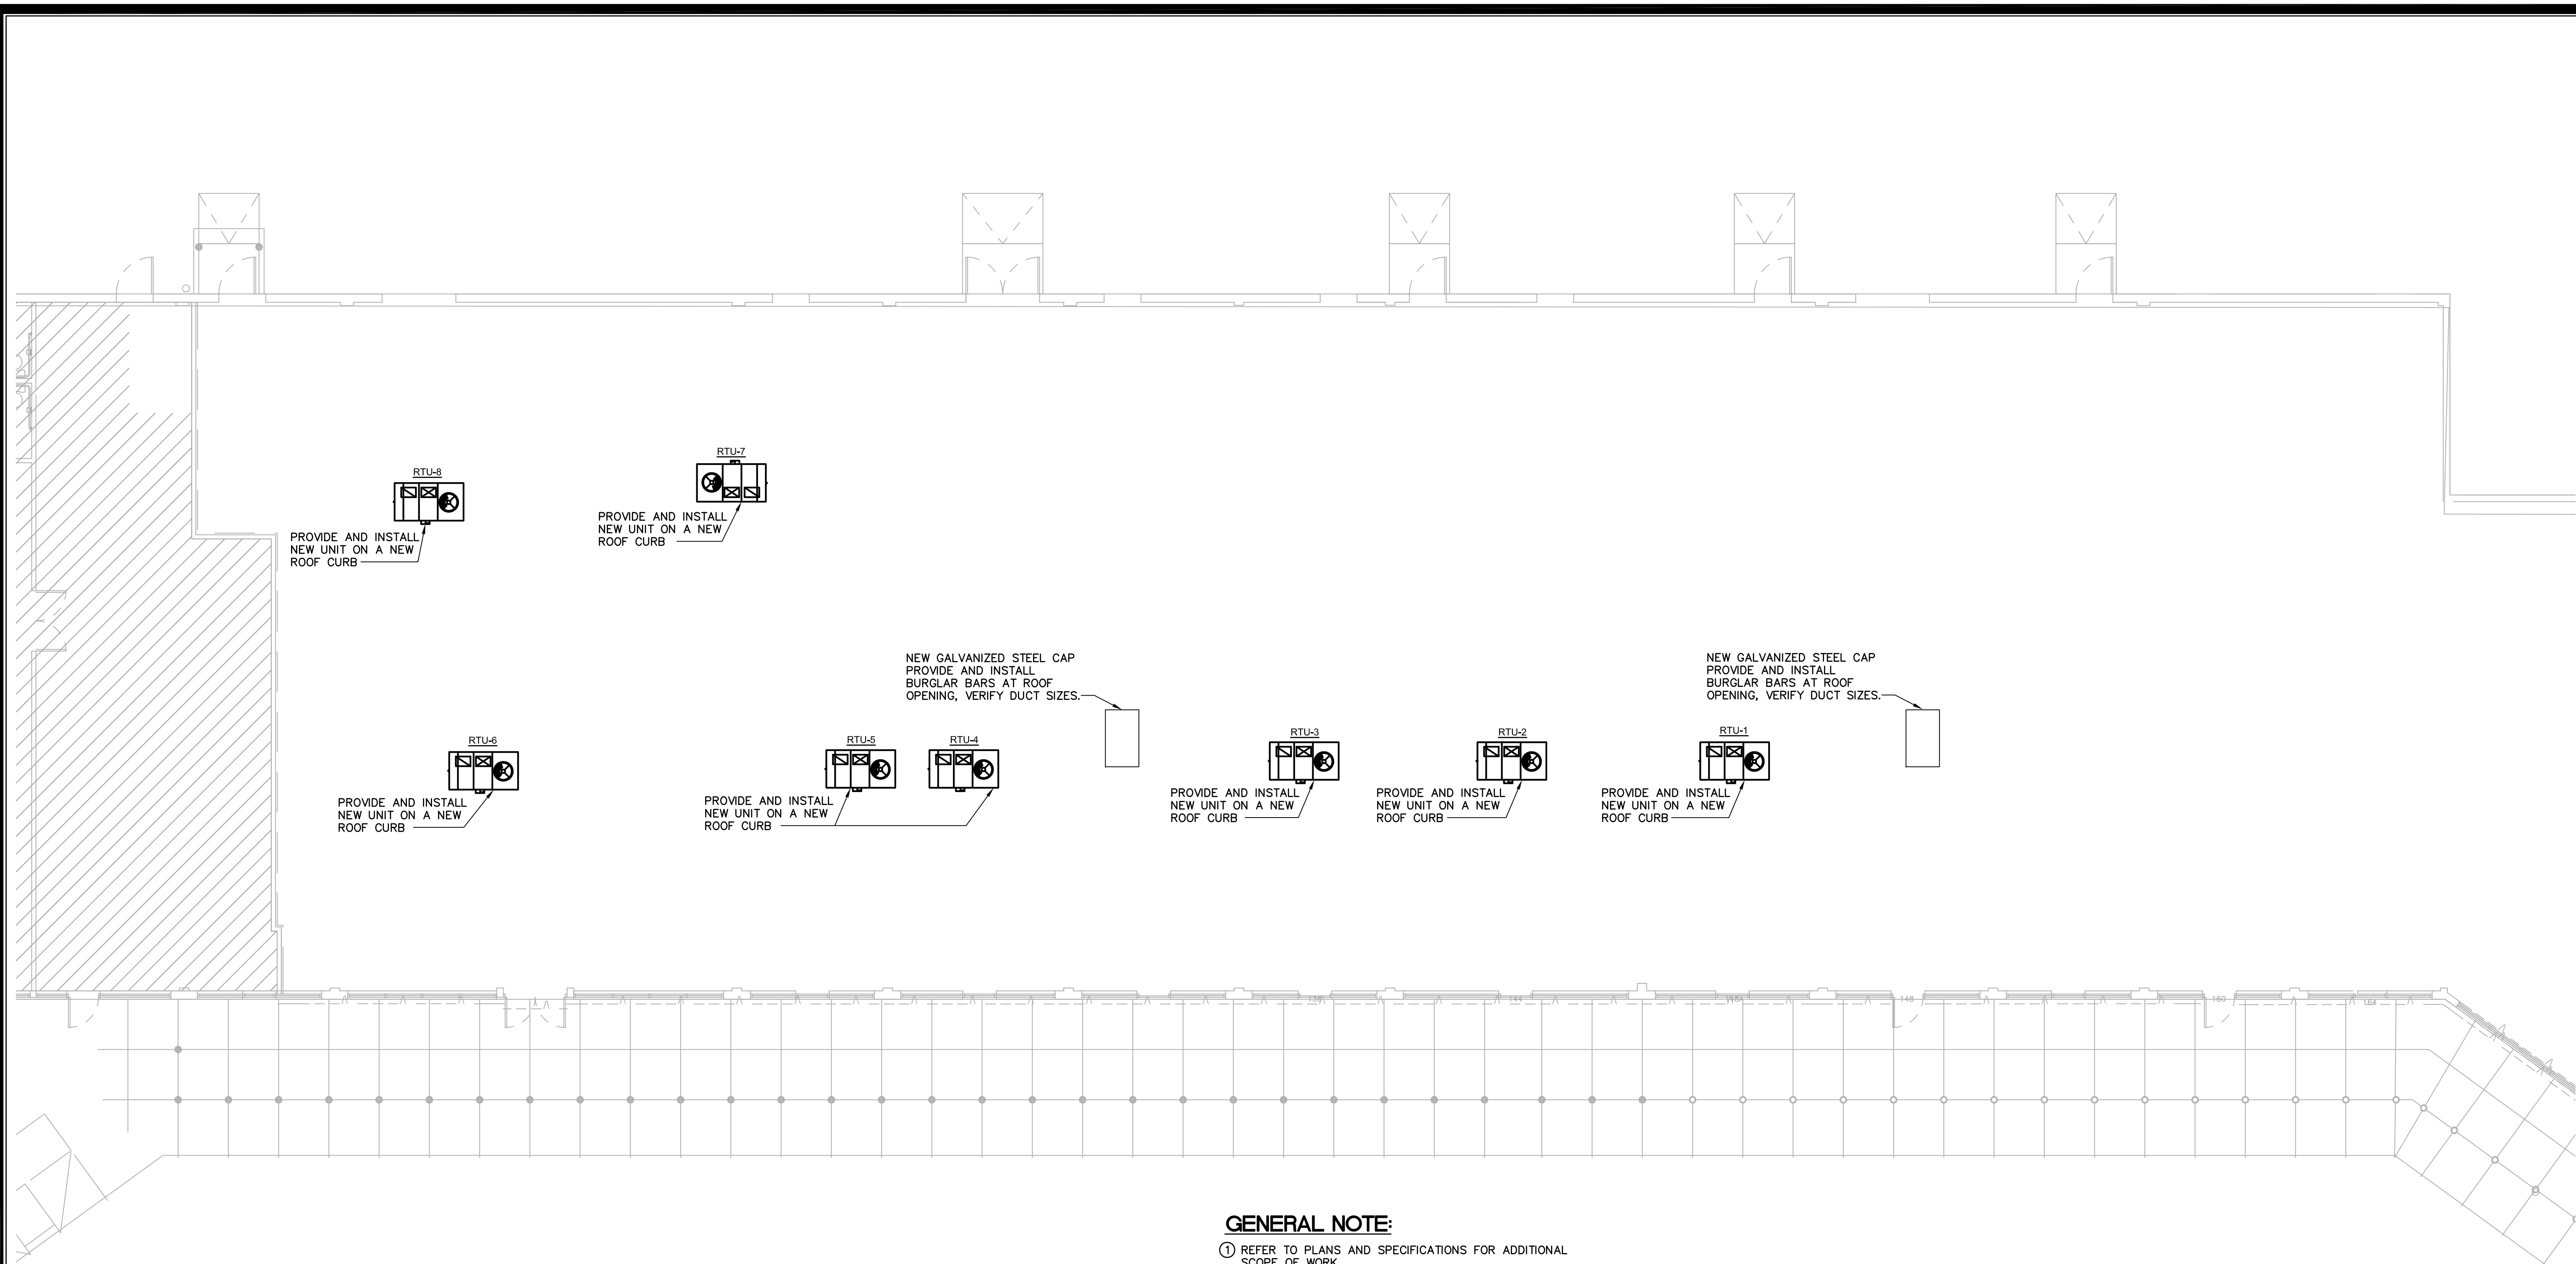 RTU-7
PROVIDE AND INSTALL
NEW UNIT ON A NEW
ROOF CURB
RTU-8
PROVIDE AND INSTALL
NEW UNIT ON A NEW
ROOF CURB
NEW GALVANIZED STEEL CAP
PROVIDE AND INSTALL
BURGLAR BARS AT ROOF
OPENING, VERIFY DUCT SIZES.
NEW GALVANIZED STEEL CAP
PROVIDE AND INSTALL
BURGLAR BARS AT ROOF
OPENING, VERIFY DUCT SIZES.
RTU-6
PROVIDE AND INSTALL
NEW UNIT ON A NEW
ROOF CURB
RTU-5
RTU-4
PROVIDE AND INSTALL
NEW UNIT ON A NEW
ROOF CURB
RTU-3
PROVIDE AND INSTALL
NEW UNIT ON A NEW
ROOF CURB
RTU-2
PROVIDE AND INSTALL
NEW UNIT ON A NEW
ROOF CURB
RTU-1
PROVIDE AND INSTALL
NEW UNIT ON A NEW
ROOF CURB
148
160
164
GENERAL NOTE:
1 REFER TO PLANS AND SPECIFICATIONS FOR ADDITIONAL
SCOPE OF WORK